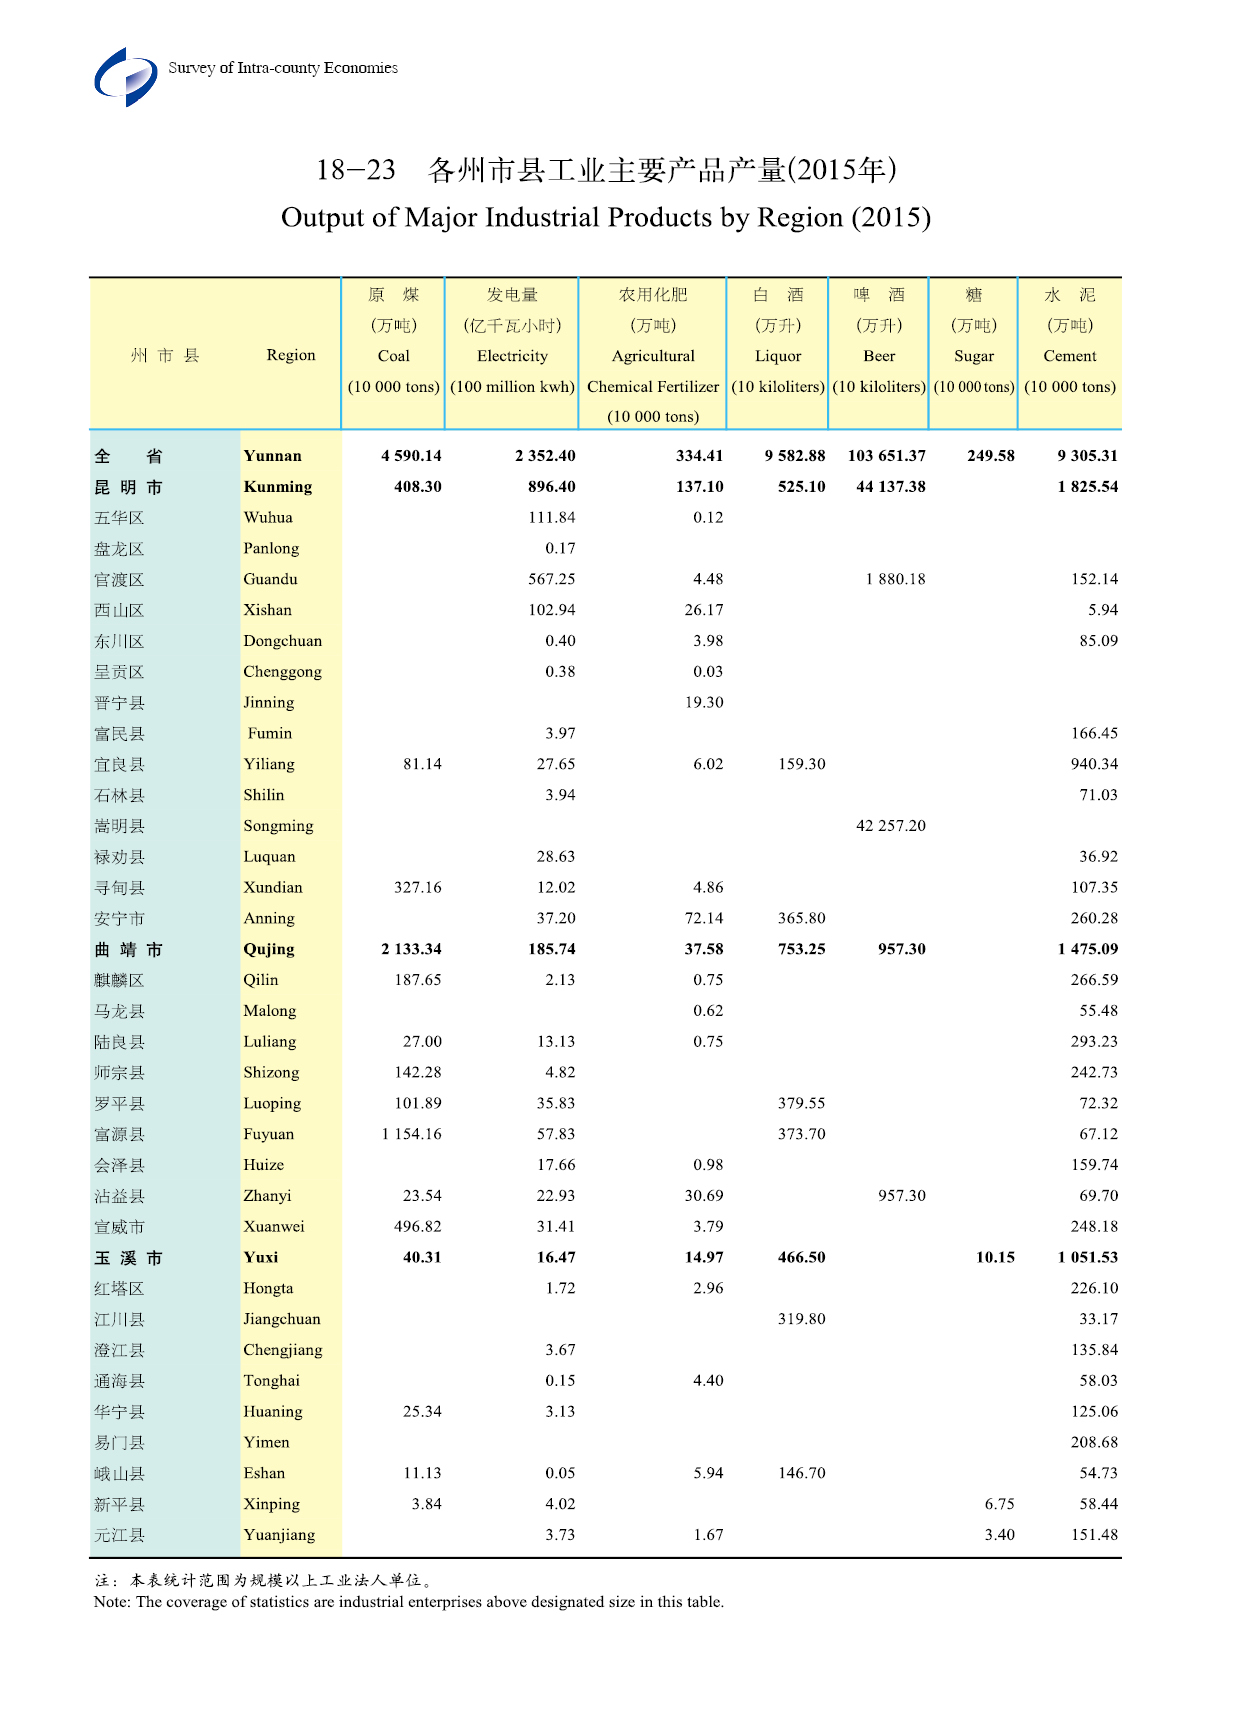 Survey of Intra-county Economies
18-23 各州市县工业主要产品产量(2015年)
Output of Major Industrial Products by Region (2015)
州 市 县 Region 原 煤 发电量 农用化肥 白 酒 啤 酒 糖 水 泥
(万吨) (亿千瓦小时) (万吨) (万升) (万升) (万吨) (万吨)
Coal Electricity Agricultural Liquor Beer Sugar Cement
(10 000 tons) (100 million kwh) Chemical Fertilizer (10 kiloliters) (10 kiloliters) (10 000 tons) (10 000 tons)
(10 000 tons)
全 省 Yunnan 4 590.14 2 352.40 334.41 9 582.88 103 651.37 249.58 9 305.31
昆 明 市 Kunming 408.30 896.40 137.10 525.10 44 137.38 1 825.54
五华区 Wuhua 111.84 0.12
盘龙区 Panlong 0.17
官渡区 Guandu 567.25 4.48 1 880.18 152.14
西山区 Xishan 102.94 26.17 5.94
东川区 Dongchuan 0.40 3.98 85.09
呈贡区 Chenggong 0.38 0.03
晋宁县 Jinning 19.30
富民县 Fumin 3.97 166.45
宜良县 Yiliang 81.14 27.65 6.02 159.30 940.34
石林县 Shilin 3.94 71.03
嵩明县 Songming 42 257.20
禄劝县 Luquan 28.63 36.92
寻甸县 Xundian 327.16 12.02 4.86 107.35
安宁市 Anning 37.20 72.14 365.80 260.28
曲 靖 市 Qujing 2 133.34 185.74 37.58 753.25 957.30 1 475.09
麒麟区 Qilin 187.65 2.13 0.75 266.59
马龙县 Malong 0.62 55.48
陆良县 Luliang 27.00 13.13 0.75 293.23
师宗县 Shizong 142.28 4.82 242.73
罗平县 Luoping 101.89 35.83 379.55 72.32
富源县 Fuyuan 1 154.16 57.83 373.70 67.12
会泽县 Huize 17.66 0.98 159.74
沾益县 Zhanyi 23.54 22.93 30.69 957.30 69.70
宣威市 Xuanwei 496.82 31.41 3.79 248.18
玉 溪 市 Yuxi 40.31 16.47 14.97 466.50 10.15 1 051.53
红塔区 Hongta 1.72 2.96 226.10
江川县 Jiangchuan 319.80 33.17
澄江县 Chengjiang 3.67 135.84
通海县 Tonghai 0.15 4.40 58.03
华宁县 Huaning 25.34 3.13 125.06
易门县 Yimen 208.68
峨山县 Eshan 11.13 0.05 5.94 146.70 54.73
新平县 Xinping 3.84 4.02 6.75 58.44
元江县 Yuanjiang 3.73 1.67 3.40 151.48
注：本表统计范围为规模以上工业法人单位。
Note: The coverage of statistics are industrial enterprises above designated size in this table.